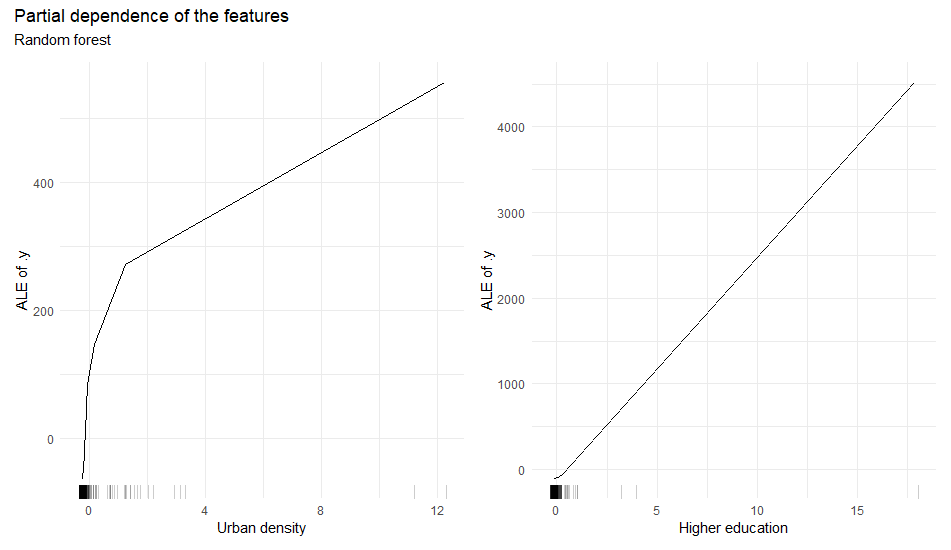 Partial dependence of the features
Random forest
ALE of .y
400
200
0
0 4 8 12
Urban density
ALE of .y
4000
3000
2000
1000
0
0 5 10 15
Higher education